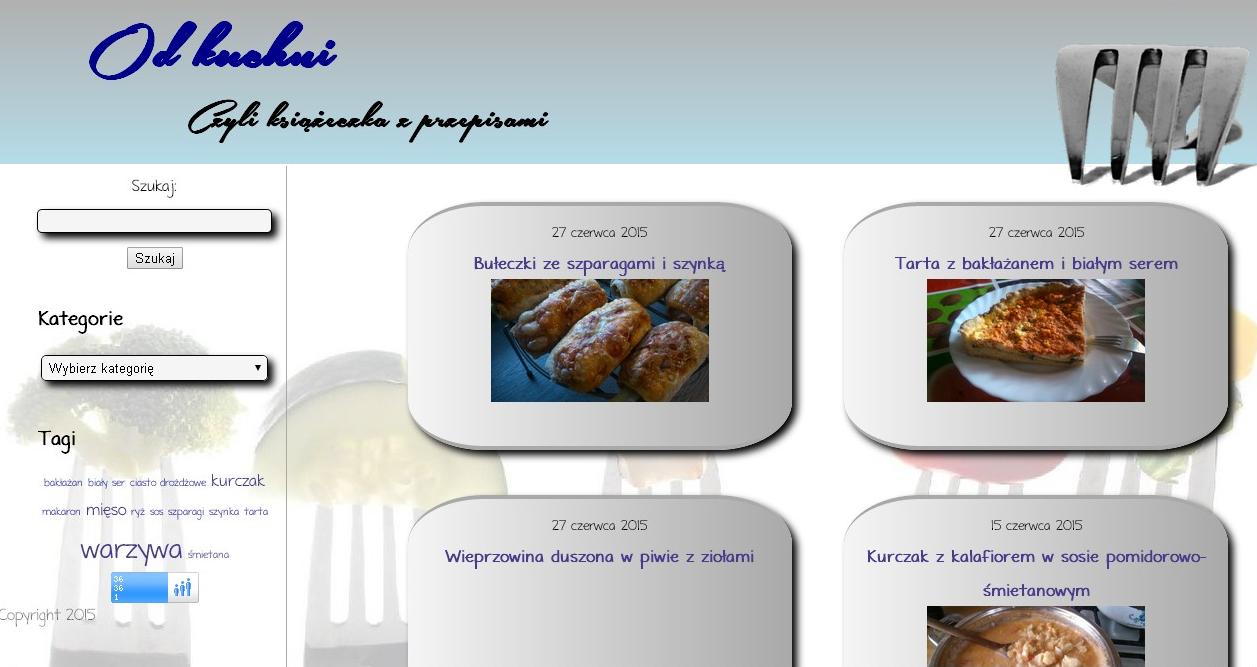 Od kuchni
Czyli książeczka z przepisami
Szukaj:
Szukaj
Kategorie
Wybierz kategorię
Tagi
bakłażan biały ser ciasto drożdżowe kurczak
makaron mięso ryż sos szparagi szynka tarta
warzywa śmietana
36
36
1
Copyright 2015
27 czerwca 2015
Bułeczki ze szparagami i szynką
27 czerwca 2015
Tarta z bakłażanem i białym serem
27 czerwca 2015
Wieprzowina duszona w piwie z ziołami
15 czerwca 2015
Kurczak z kalafiorem w sosie pomidorowo-
śmietanowym